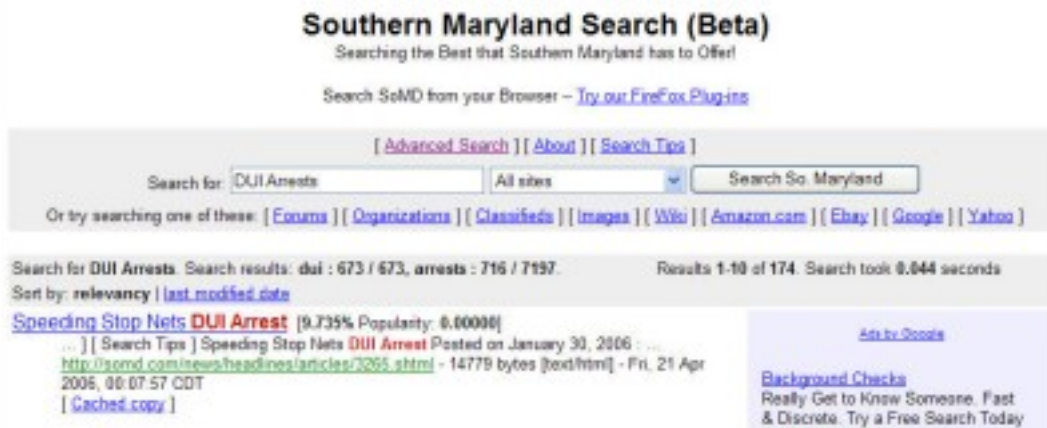 Southern Maryland Search (Beta)
Searching the Best that Southern Maryland has to Offer!
Search SoMD from your Browser – Try our FireFox Plug-ins
[ Advanced Search ] [ About ] [ Search Tips ]
Search for: DUI Arrests All sites Search So. Maryland
Or try searching one of these: [ Forums ] [ Organizations ] [ Classifieds ] [ Images ] [ Wiki ] [ Amazon.com ] [ Ebay ] [ Google ] [ Yahoo ]
Search for DUI Arrests. Search results: dui : 673 / 673, arrests : 716 / 7197. Results 1-10 of 174. Search took 0.044 seconds
Sort by: relevancy | last modified date
Speeding Stop Nets DUI Arrest [9.735% Popularity: 0.00000]
... ] [ Search Tips ] Speeding Stop Nets DUI Arrest Posted on January 30, 2006 : ...
http://somd.com/news/headlines/articles/3265.shtml - 14779 bytes [text/html] - Fri, 21 Apr
2006, 00:07:57 CDT
[ Cached copy ]
Ads by Google
Background Checks
Really Get to Know Someone. Fast
& Discrete. Try a Free Search Today